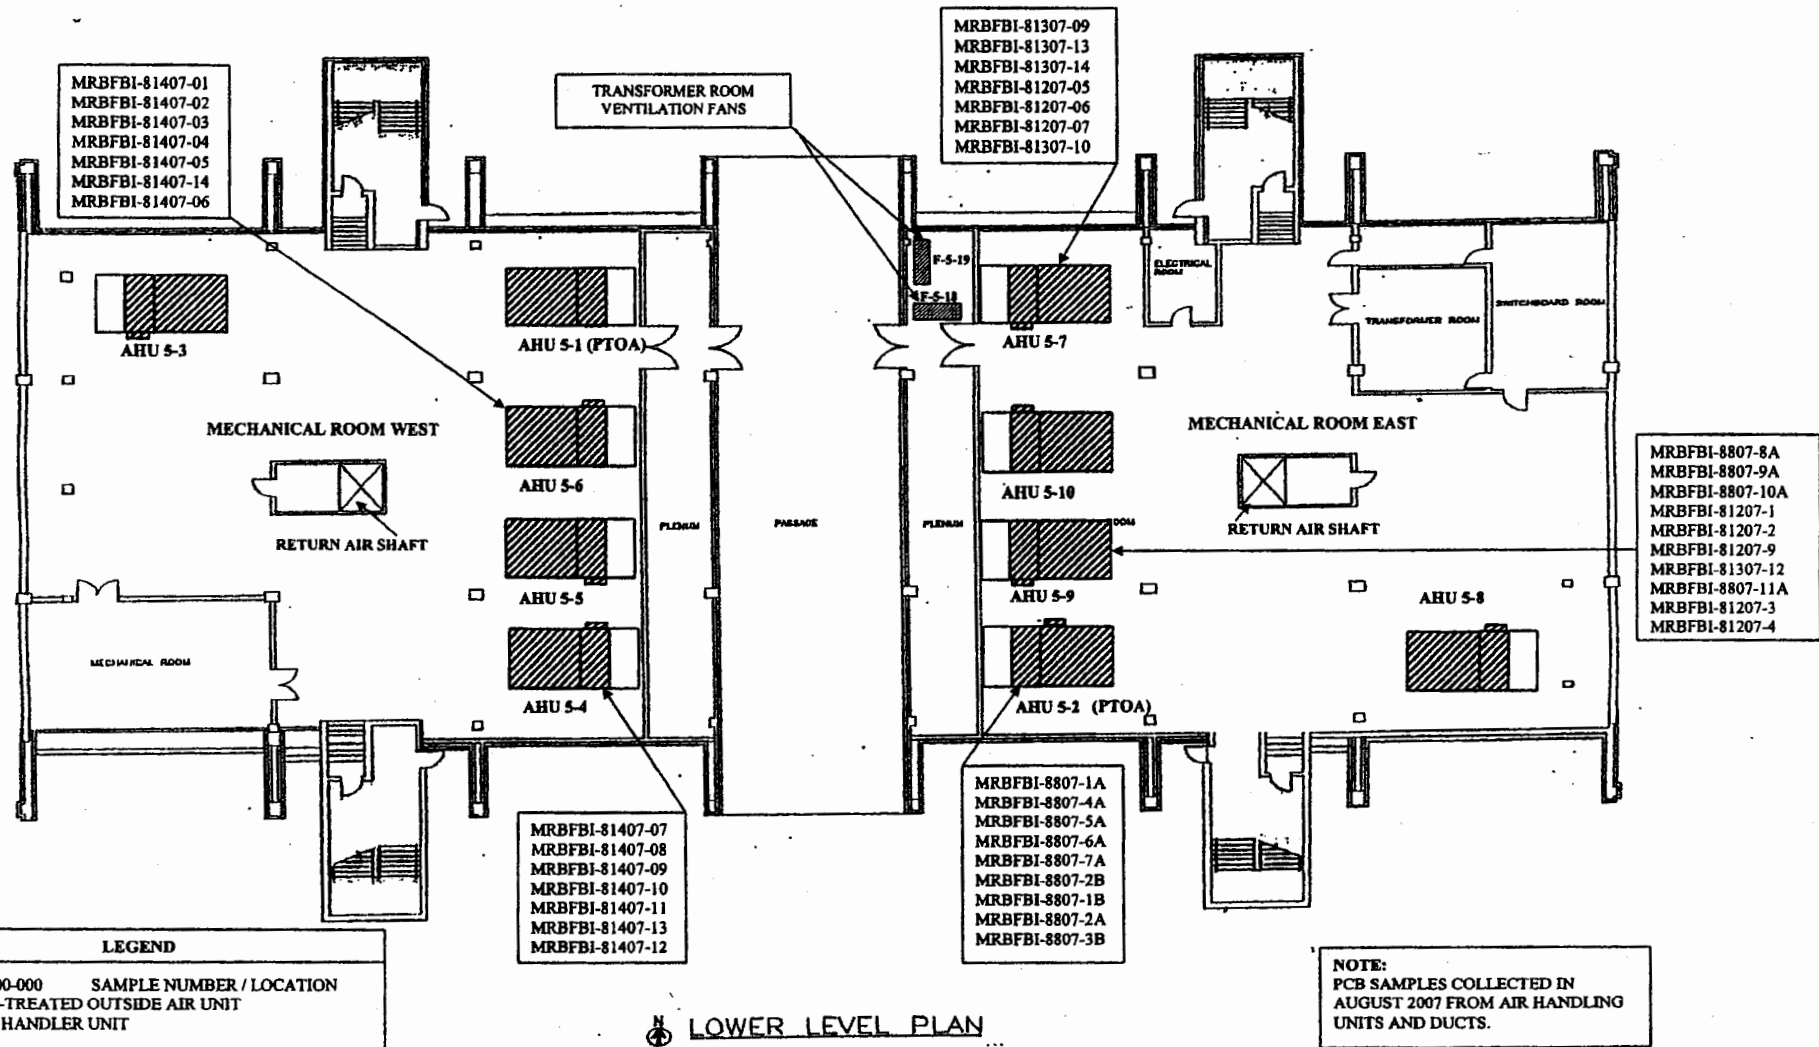 MRBFBI-81307-09
MRBFBI-81307-13
MRBFBI-81307-14
MRBFBI-81207-05
MRBFBI-81207-06
MRBFBI-81207-07
MRBFBI-81307-10
MRBFBI-81407-01
MRBFBI-81407-02
MRBFBI-81407-03
MRBFBI-81407-04
MRBFBI-81407-05
MRBFBI-81407-14
MRBFBI-81407-06
TRANSFORMER ROOM
VENTILATION FANS
F-5-19
F-5-18
ELECTRICAL
ROOM
SWITCHBOARD ROOM
TRANSFORMER ROOM
AHU 5-3
AHU 5-1 (PTOA)
AHU 5-7
MECHANICAL ROOM WEST
MECHANICAL ROOM EAST
AHU 5-6
AHU 5-10
MRBFBI-8807-8A
MRBFBI-8807-9A
MRBFBI-8807-10A
MRBFBI-81207-1
MRBFBI-81207-2
MRBFBI-81207-9
MRBFBI-81307-12
MRBFBI-8807-11A
MRBFBI-81207-3
MRBFBI-81207-4
RETURN AIR SHAFT
PLENUM
PASSAGE
PLENUM
OOM
RETURN AIR SHAFT
AHU 5-5
AHU 5-9
AHU 5-8
MECHANICAL ROOM
AHU 5-4
AHU 5-2 (PTOA)
MRBFBI-81407-07
MRBFBI-81407-08
MRBFBI-81407-09
MRBFBI-81407-10
MRBFBI-81407-11
MRBFBI-81407-13
MRBFBI-81407-12
MRBFBI-8807-1A
MRBFBI-8807-4A
MRBFBI-8807-5A
MRBFBI-8807-6A
MRBFBI-8807-7A
MRBFBI-8807-2B
MRBFBI-8807-1B
MRBFBI-8807-2A
MRBFBI-8807-3B
LEGEND
00-000 SAMPLE NUMBER / LOCATION
-TREATED OUTSIDE AIR UNIT
HANDLER UNIT
N
LOWER LEVEL PLAN
NOTE:
PCB SAMPLES COLLECTED IN
AUGUST 2007 FROM AIR HANDLING
UNITS AND DUCTS.